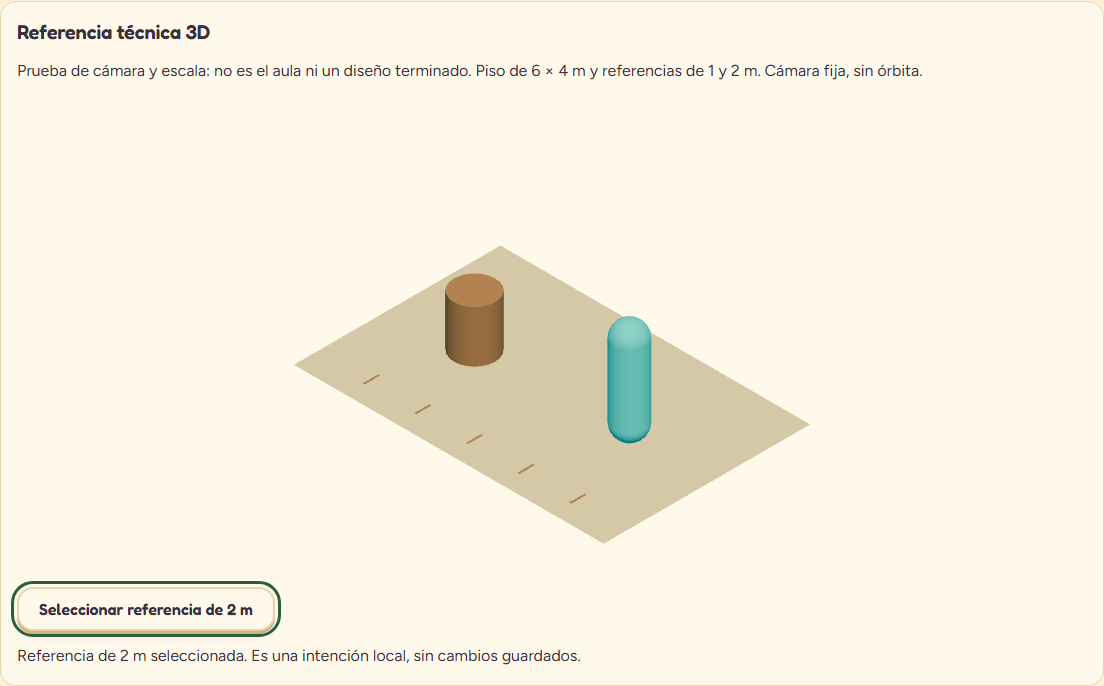 Referencia técnica 3D
Prueba de cámara y escala: no es el aula ni un diseño terminado. Piso de 6 × 4 m y referencias de 1 y 2 m. Cámara fija, sin órbita.
Seleccionar referencia de 2 m
Referencia de 2 m seleccionada. Es una intención local, sin cambios guardados.